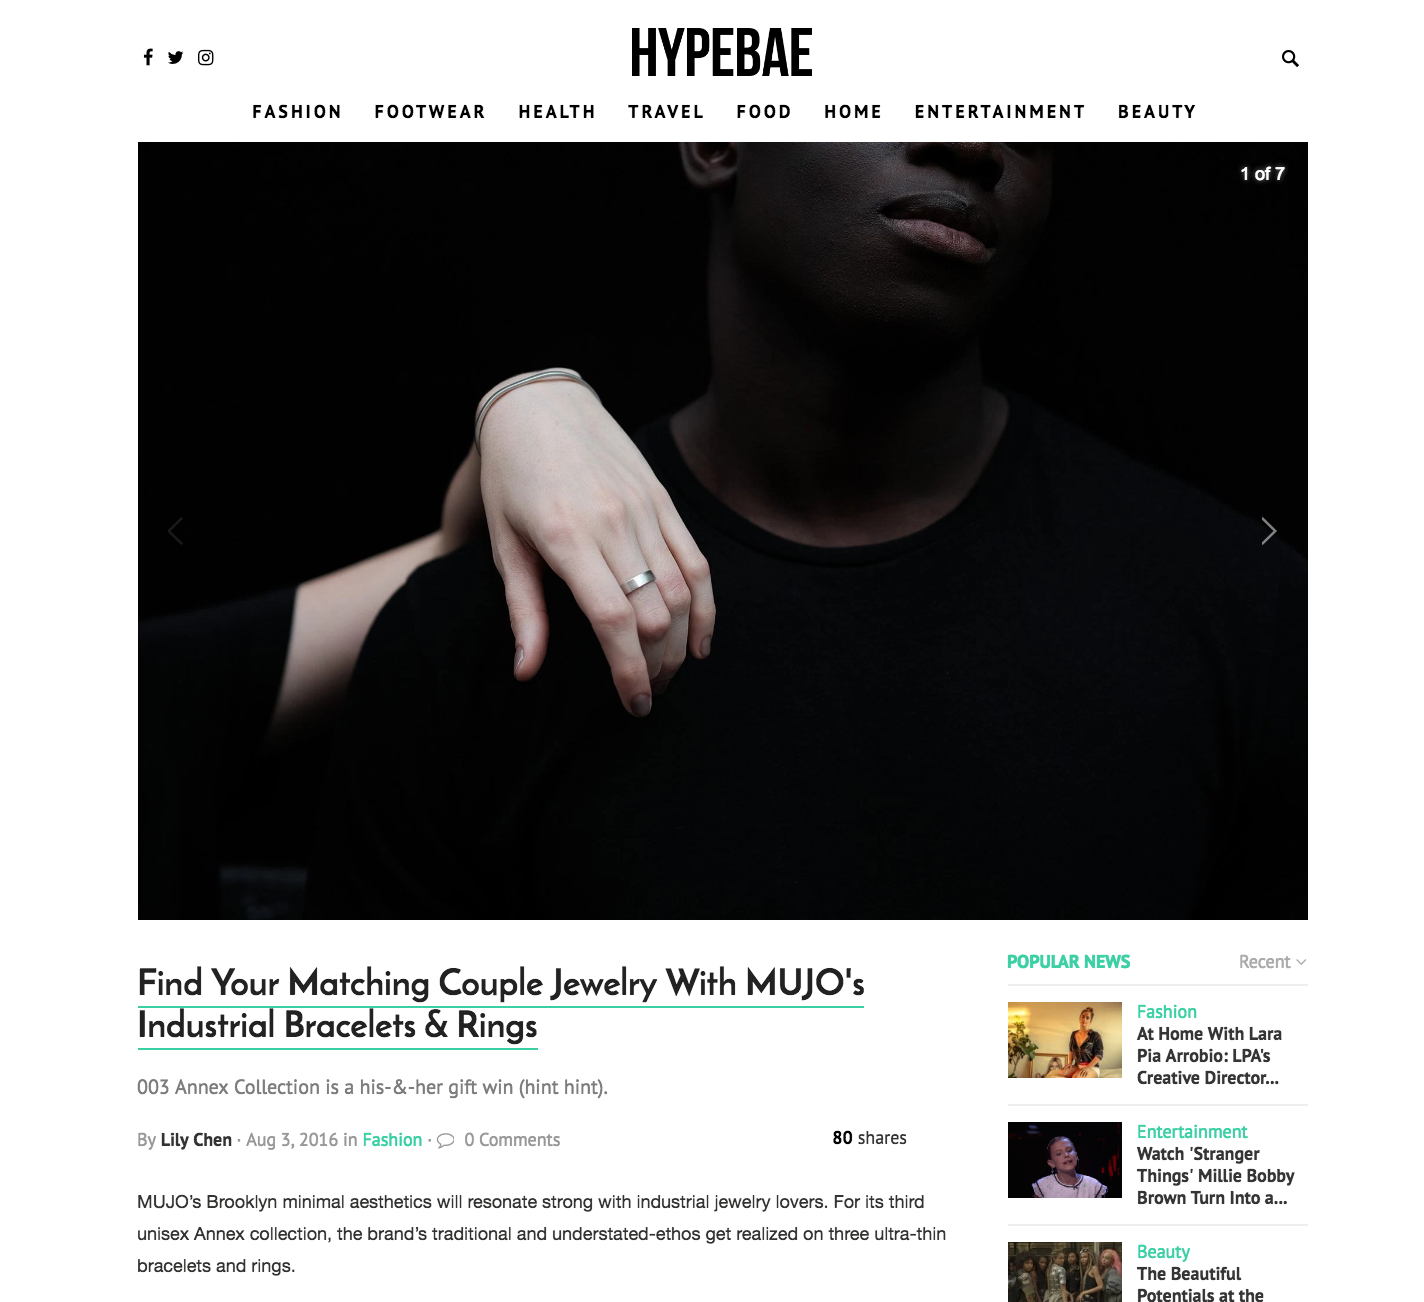 HYPEBAE
FASHION FOOTWEAR HEALTH TRAVEL FOOD HOME ENTERTAINMENT BEAUTY
1 of 7
Find Your Matching Couple Jewelry With MUJO's
Industrial Bracelets & Rings
003 Annex Collection is a his-&-her gift win (hint hint).
By Lily Chen · Aug 3, 2016 in Fashion · 0 Comments
80 shares
MUJO’s Brooklyn minimal aesthetics will resonate strong with industrial jewelry lovers. For its third
unisex Annex collection, the brand’s traditional and understated-ethos get realized on three ultra-thin
bracelets and rings.
POPULAR NEWS
Recent
Fashion
At Home With Lara
Pia Arrobio: LPA's
Creative Director...
Entertainment
Watch 'Stranger
Things' Millie Bobby
Brown Turn Into a...
Beauty
The Beautiful
Potentials at the